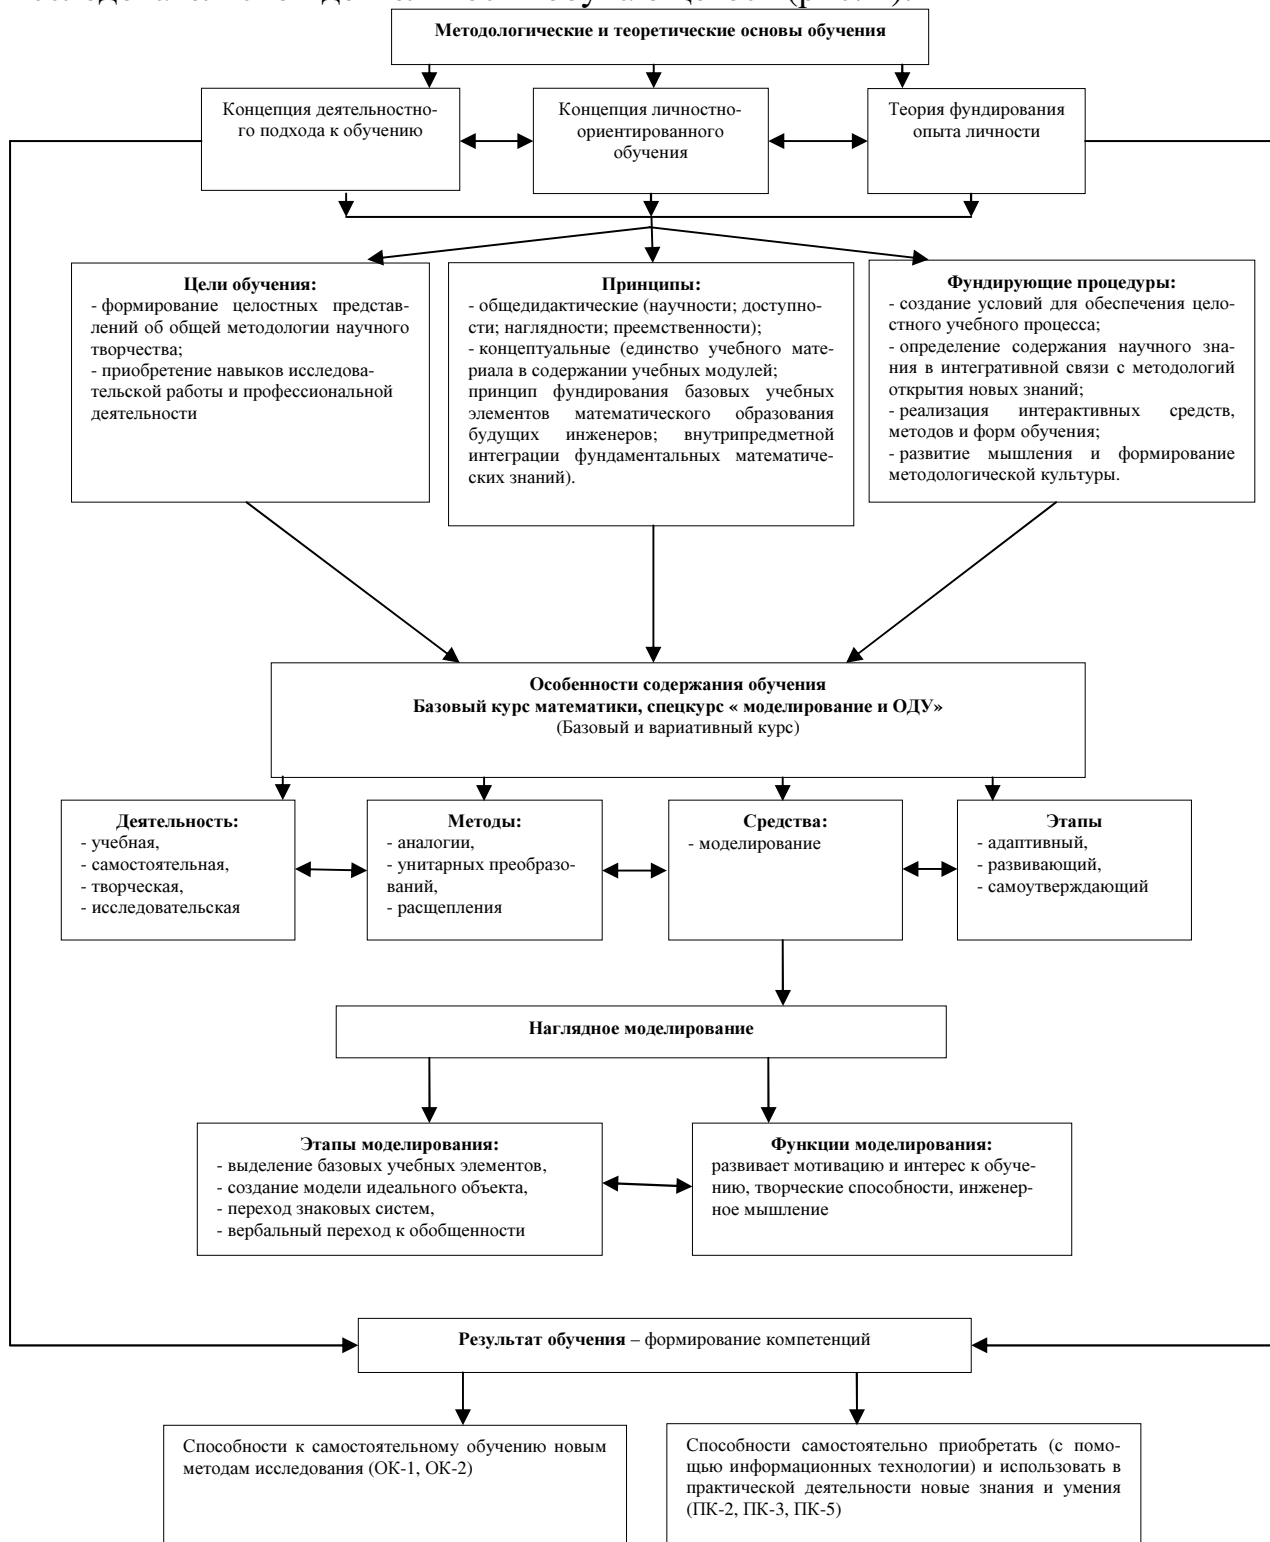 Методологические и теоретические основы обучения
Концепция деятельностно-
го подхода к обучению
Концепция личностно-
ориентированного
обучения
Теория фундирования
опыта личности
Цели обучения:
- формирование целостных представ-
лений об общей методологии научного
творчества;
- приобретение навыков исследова-
тельской работы и профессиональной
деятельности
Принципы:
- общедидактические (научности; доступно-
сти; наглядности; преемственности);
- концептуальные (единство учебного мате-
риала в содержании учебных модулей;
принцип фундирования базовых учебных
элементов математического образования
будущих инженеров; внутрипредметной
интеграции фундаментальных математиче-
ских знаний).
Фундирующие процедуры:
- создание условий для обеспечения цело-
стного учебного процесса;
- определение содержания научного зна-
ния в интегративной связи с методологий
открытия новых знаний;
- реализация интерактивных средств,
методов и форм обучения;
- развитие мышления и формирование
методологической культуры.
Особенности содержания обучения
Базовый курс математики, спецкурс « моделирование и ОДУ»
(Базовый и вариативный курс)
Деятельность:
- учебная,
- самостоятельная,
- творческая,
- исследовательская
Методы:
- аналогии,
- унитарных преобразо-
ваний,
- расщепления
Средства:
- моделирование
Этапы
- адаптивный,
- развивающий,
- самоутверждающий
Наглядное моделирование
Этапы моделирования:
- выделение базовых учебных элементов,
- создание модели идеального объекта,
- переход знаковых систем,
- вербальный переход к обобщенности
Функции моделирования:
развивает мотивацию и интерес к обуче-
нию, творческие способности, инженер-
ное мышление
Результат обучения – формирование компетенций
Способности к самостоятельному обучению новым
методам исследования (ОК-1, ОК-2)
Способности самостоятельно приобретать (с помо-
щью информационных технологии) и использовать в
практической деятельности новые знания и умения
(ПК-2, ПК-3, ПК-5)